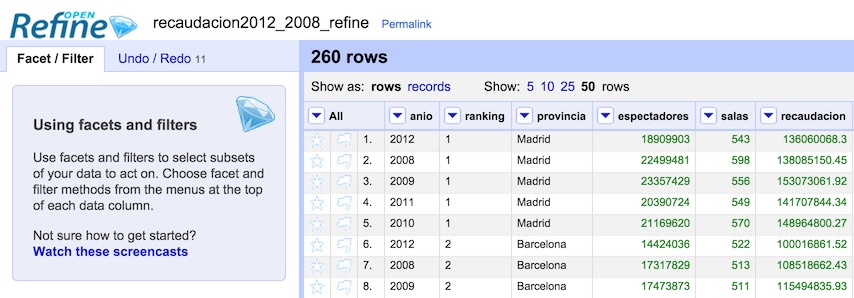 OPEN
Refine
recaudacion2012_2008_refine Permalink
Facet / Filter Undo / Redo 11
Using facets and filters
Use facets and filters to select subsets
of your data to act on. Choose facet and
filter methods from the menus at the top
of each data column.
Not sure how to get started?
Watch these screencasts
260 rows
Show as: rows records Show: 5 10 25 50 rows
All anio ranking provincia espectadores salas recaudacion
1. 2012 1 Madrid 18909903 543 136060068.3
2. 2008 1 Madrid 22499481 598 138085150.45
3. 2009 1 Madrid 23357429 556 153073061.92
4. 2011 1 Madrid 20390724 549 141707844.34
5. 2010 1 Madrid 21169620 570 148964800.27
6. 2012 2 Barcelona 14424036 522 100016861.52
7. 2008 2 Barcelona 17317829 513 108518662.43
8. 2009 2 Barcelona 17473873 511 115494835.93